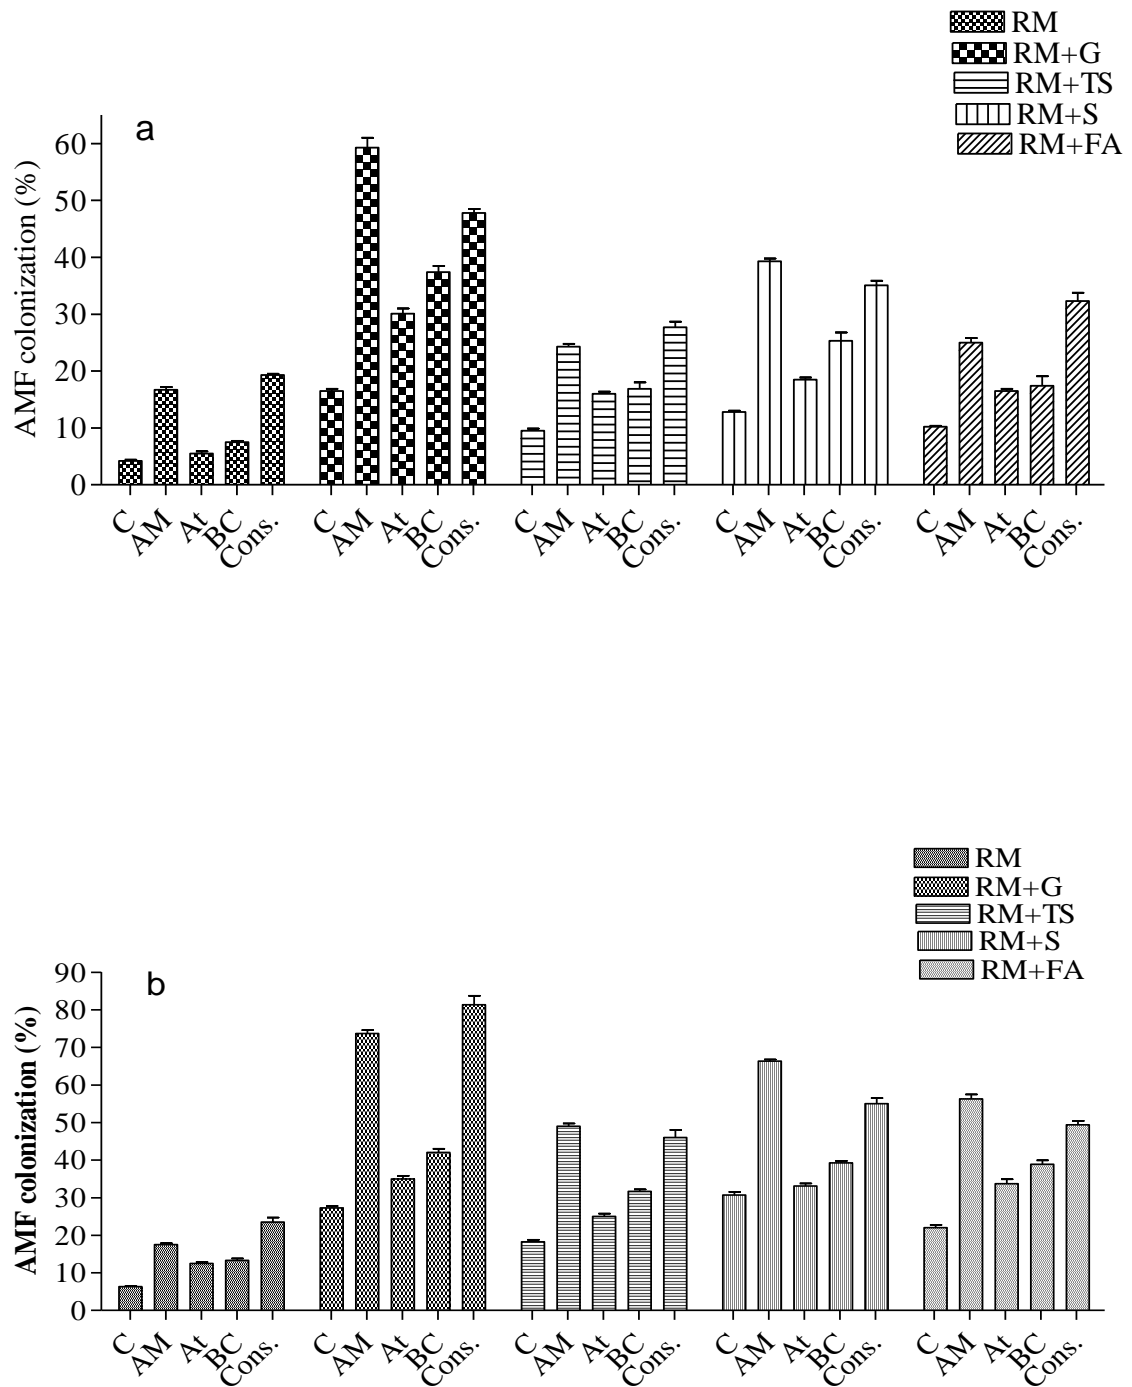 RM
RM+G
RM+TS
RM+S
RM+FA
a
AMF colonization (%)
60
50
40
30
20
10
0
C AM At BC Cons. C AM At BC Cons. C AM At BC Cons. C AM At BC Cons. C AM At BC Cons.
RM
RM+G
RM+TS
RM+S
RM+FA
b
AMF colonization (%)
90
80
70
60
50
40
30
20
10
0
C AM At BC Cons. C AM At BC Cons. C AM At BC Cons. C AM At BC Cons. C AM At BC Cons.